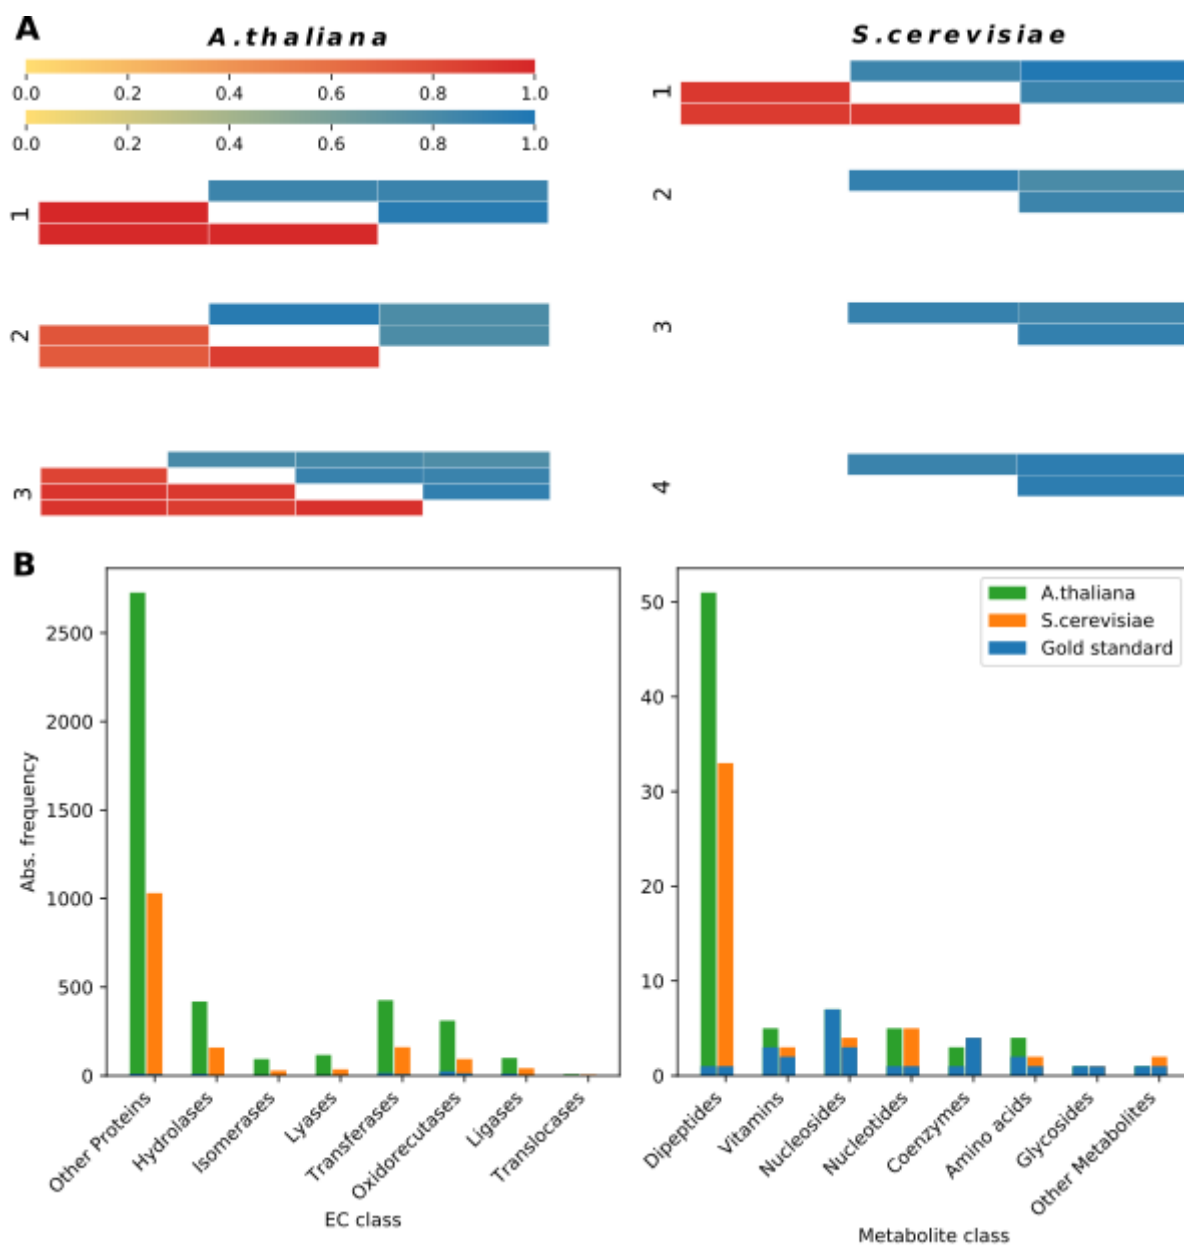 A
A.thaliana
S.cerevisiae
0.0 0.2 0.4 0.6 0.8 1.0
0.0 0.2 0.4 0.6 0.8 1.0
1
2
3
1
2
3
4
B
2500
2000
1500
1000
500
0
Abs. frequency
Other Proteins
Hydrolases
Isomerases
Lyases
Transferases
Oxidorecutases
Ligases
Translocases
EC class
50
40
30
20
10
0
A.thaliana
S.cerevisiae
Gold standard
Dipeptides
Vitamins
Nucleosides
Nucleotides
Coenzymes
Amino acids
Glycosides
Other Metabolites
Metabolite class